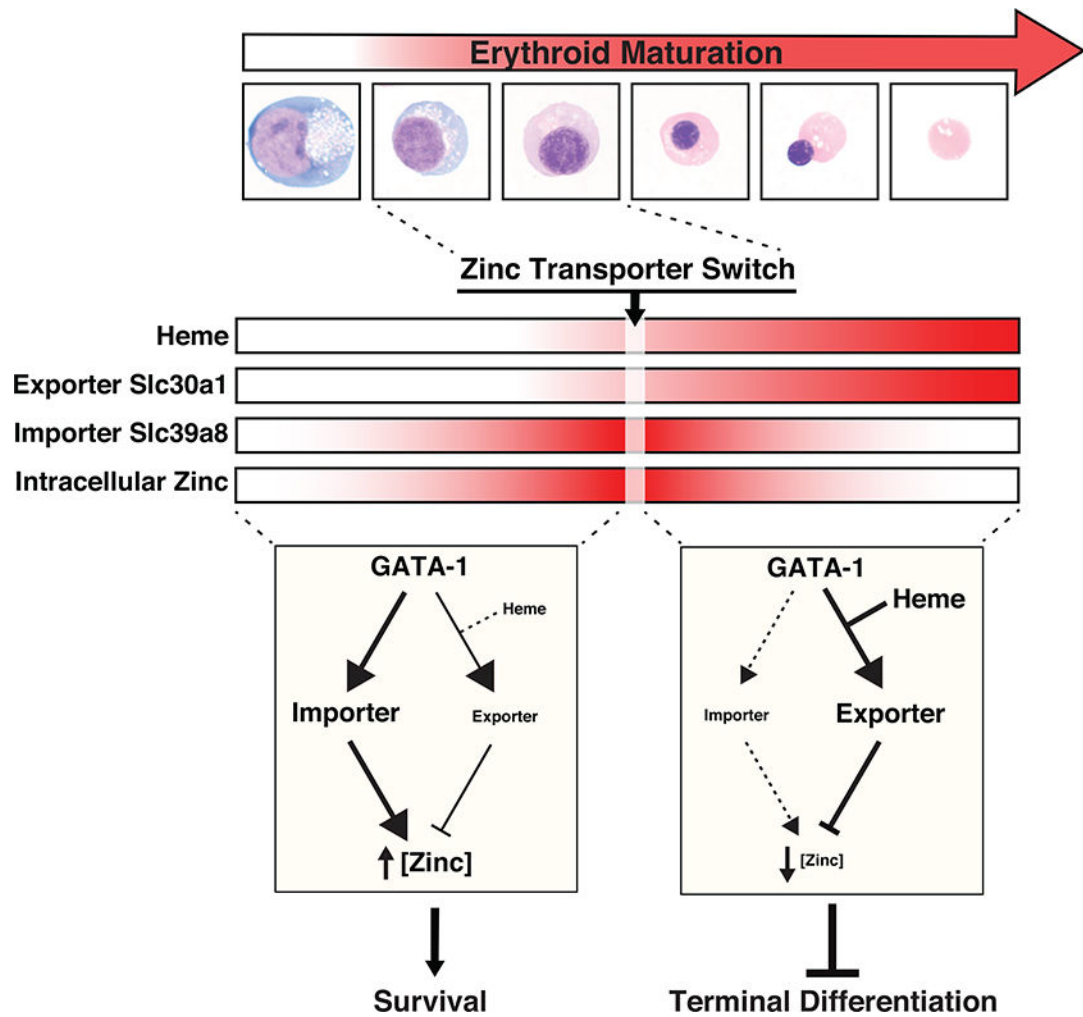 Erythroid Maturation
Zinc Transporter Switch
Heme
Exporter Slc30a1
Importer Slc39a8
Intracellular Zinc
GATA-1
Heme
Importer
Exporter
[Zinc]
Survival
GATA-1
Heme
Importer
Exporter
[Zinc]
Terminal Differentiation